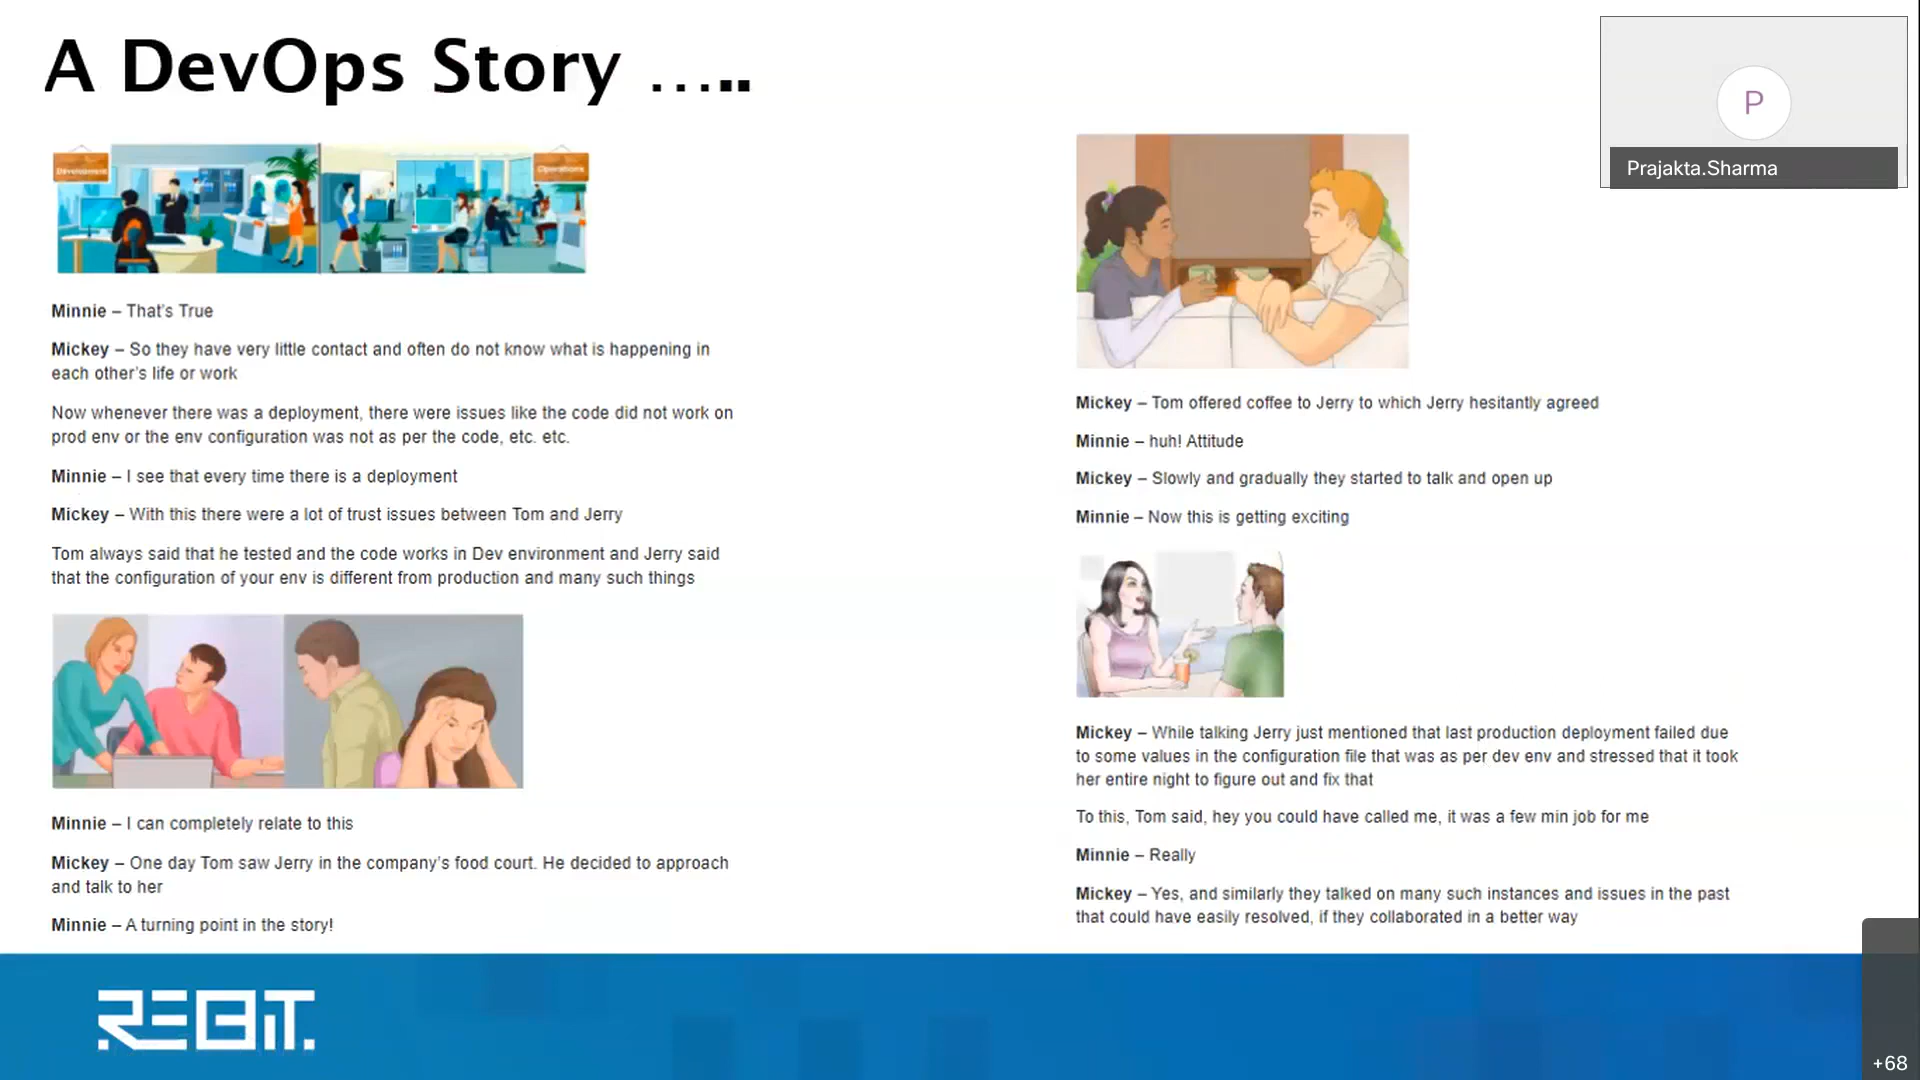 A DevOps Story .....
Development
Operations
Minnie – That's True
Mickey – So they have very little contact and often do not know what is happening in
each other's life or work
Now whenever there was a deployment, there were issues like the code did not work on
prod env or the env configuration was not as per the code, etc. etc.
Minnie – I see that every time there is a deployment
Mickey – With this there were a lot of trust issues between Tom and Jerry
Tom always said that he tested and the code works in Dev environment and Jerry said
that the configuration of your env is different from production and many such things
Minnie – I can completely relate to this
Mickey – One day Tom saw Jerry in the company's food court. He decided to approach
and talk to her
Minnie – A turning point in the story!
Mickey – Tom offered coffee to Jerry to which Jerry hesitantly agreed
Minnie – huh! Attitude
Mickey – Slowly and gradually they started to talk and open up
Minnie – Now this is getting exciting
Mickey – While talking Jerry just mentioned that last production deployment failed due
to some values in the configuration file that was as per dev env and stressed that it took
her entire night to figure out and fix that
To this, Tom said, hey you could have called me, it was a few min job for me
Minnie – Really
Mickey – Yes, and similarly they talked on many such instances and issues in the past
that could have easily resolved, if they collaborated in a better way
P
Prajakta.Sharma
REBIT.
+68